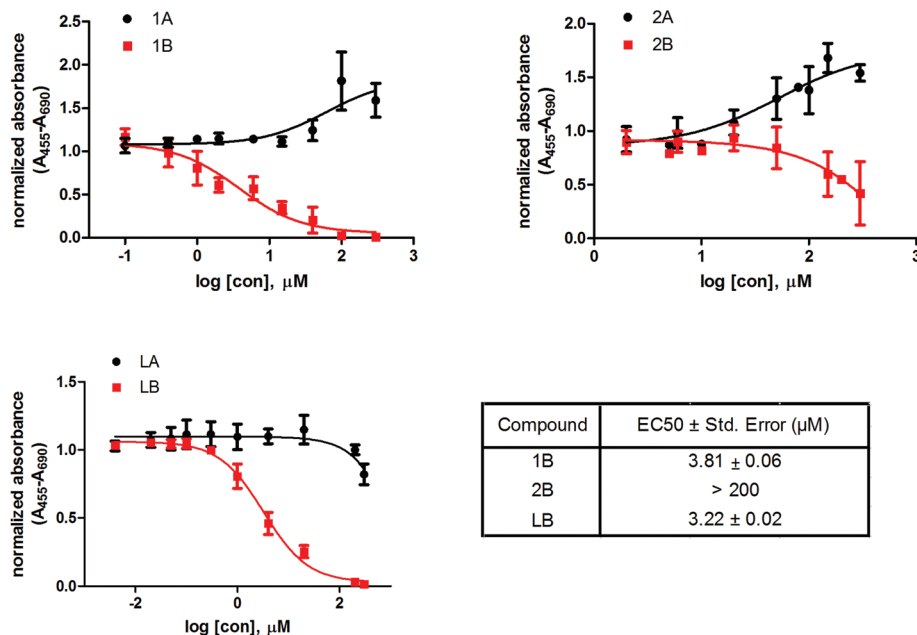 1A
1B
normalized absorbance
(A455-A690)
2.5
2.0
1.5
1.0
0.5
0.0
-1
0
1
2
3
log [con], μM
2A
2B
normalized absorbance
(A455-A690)
2.0
1.5
1.0
0.5
0.0
0
1
2
3
log [con], μM
LA
LB
normalized absorbance
(A455-A690)
1.5
1.0
0.5
0.0
-2
0
2
log [con], μM
Compound EC50 ± Std. Error (μM)
1B 3.81 ± 0.06
2B > 200
LB 3.22 ± 0.02